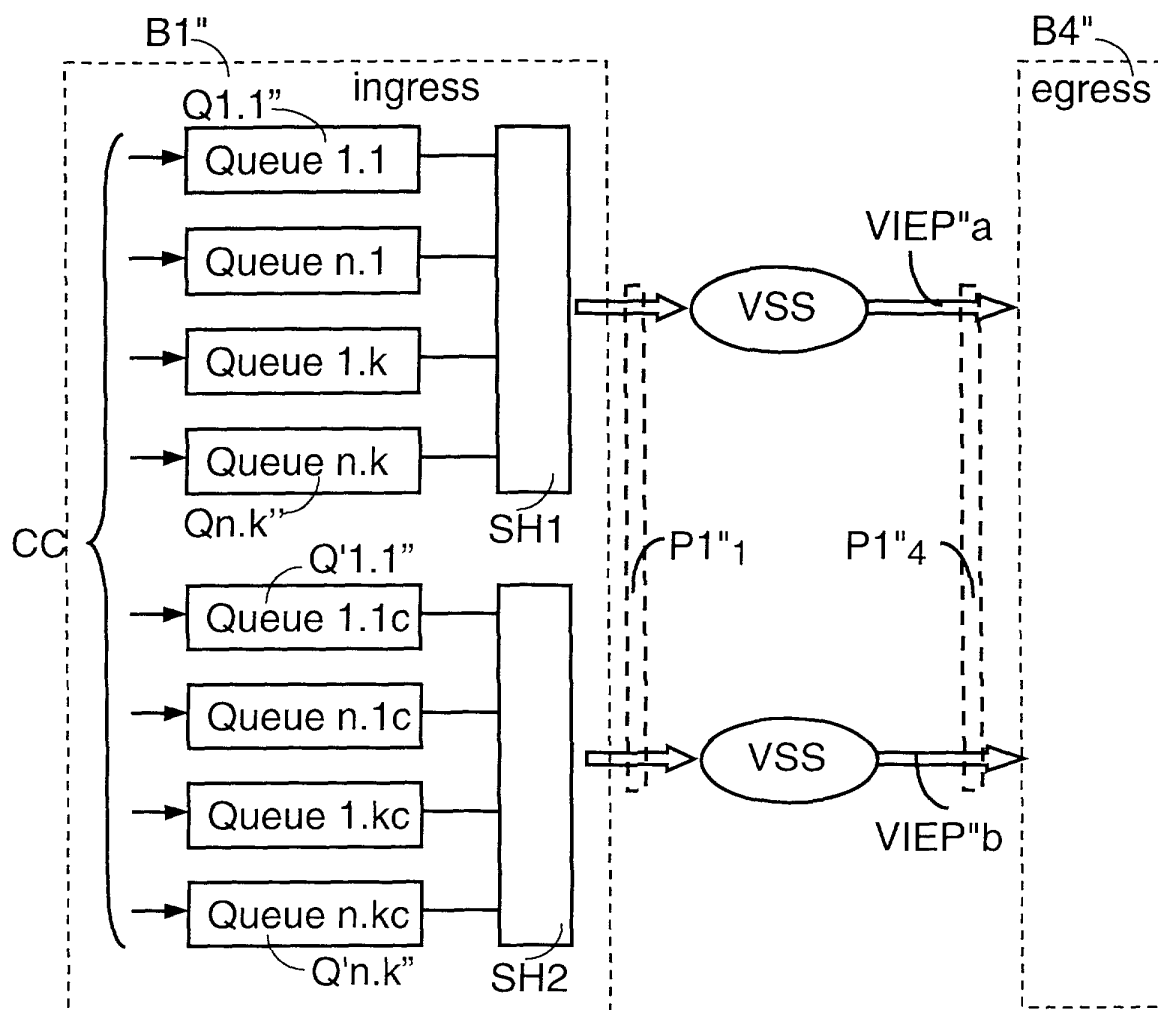 B1"
B4"
ingress
egress
Q1.1"
Queue 1.1
Queue n.1
VIEP"a
VSS
Queue 1.k
Queue n.k
Qn.k"
SH1
CC
P1"1
P1"4
Q'1.1"
Queue 1.1c
Queue n.1c
VSS
Queue 1.kc
VIEP"b
Queue n.kc
Q'n.k"
SH2